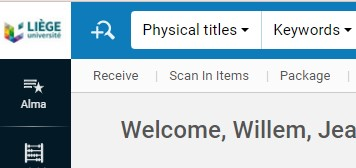 LIÈGE
université
Physical titles
Keywords
Receive
Scan In Items
Package
Alma
Welcome, Willem, Jea